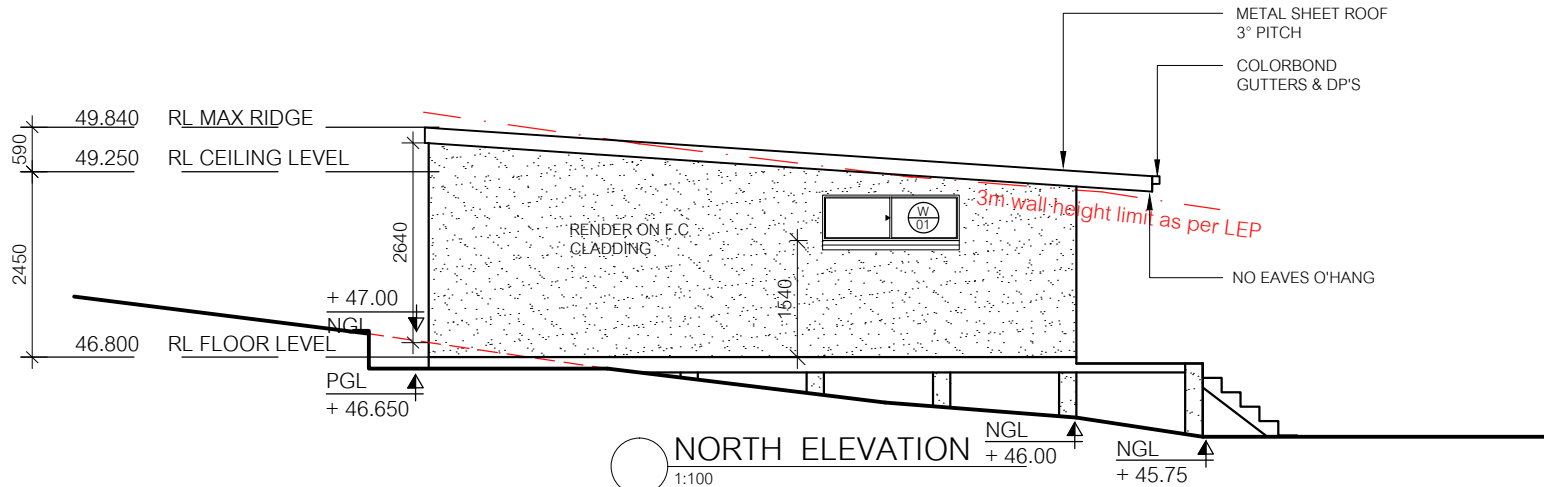 METAL SHEET ROOF
3° PITCH
COLORBOND
GUTTERS & DP'S
49.840 RL MAX RIDGE
590
49.250 RL CEILING LEVEL
2450
2640
RENDER ON F.C
CLADDING
W
01
3m wall height limit as per LEP
1540
NO EAVES O'HANG
+ 47.00
NGL
46.800 RL FLOOR LEVEL
PGL
+ 46.650
NORTH ELEVATION
1:100
NGL
+ 46.00
NGL
+ 45.75